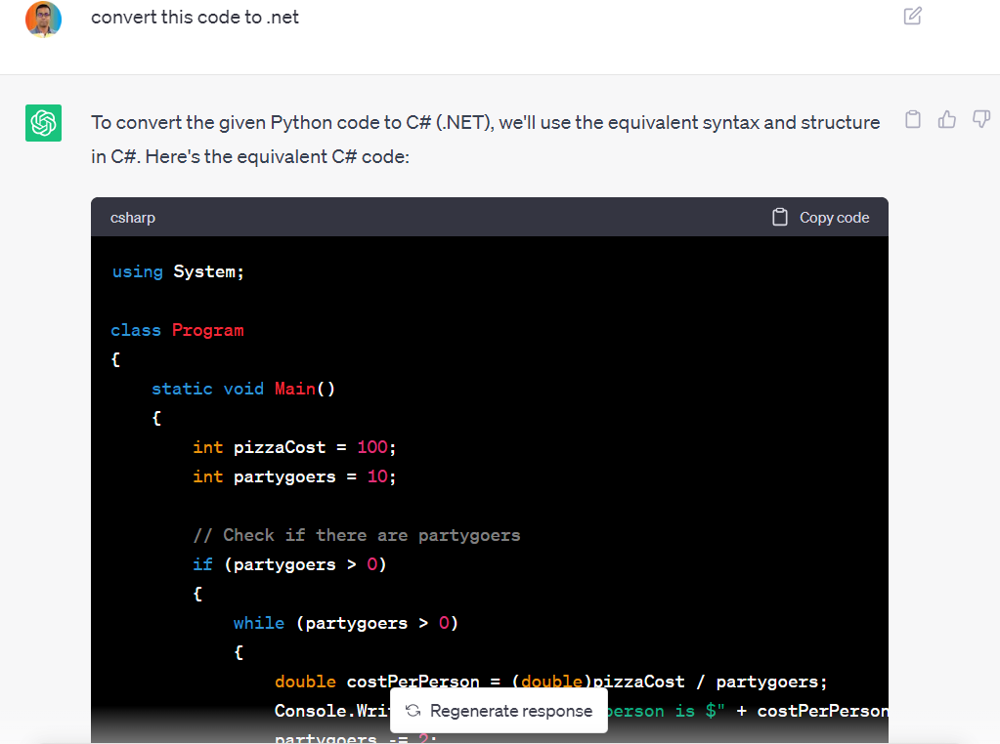 convert this code to .net
To convert the given Python code to C# (.NET), we'll use the equivalent syntax and structure
in C#. Here's the equivalent C# code:
csharp
Copy code
using System;
class Program
{
static void Main()
{
int pizzaCost = 100;
int partygoers = 10;
// Check if there are partygoers
if (partygoers > 0)
{
while (partygoers > 0)
{
double costPerPerson = (double)pizzaCost / partygoers;
Console.Writ person is $" + costPerPerson
Regenerate response
partygoers -= 2;